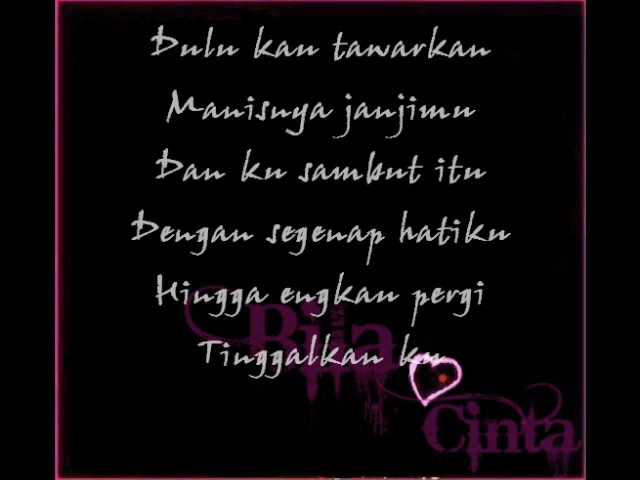 Dulu kau tawarkan
Manisnya janjimu
Dan ku sambut itu
Dengan segenap hatiku
Hingga engkau pergi
Tinggalkan ku
Bila
Cinta